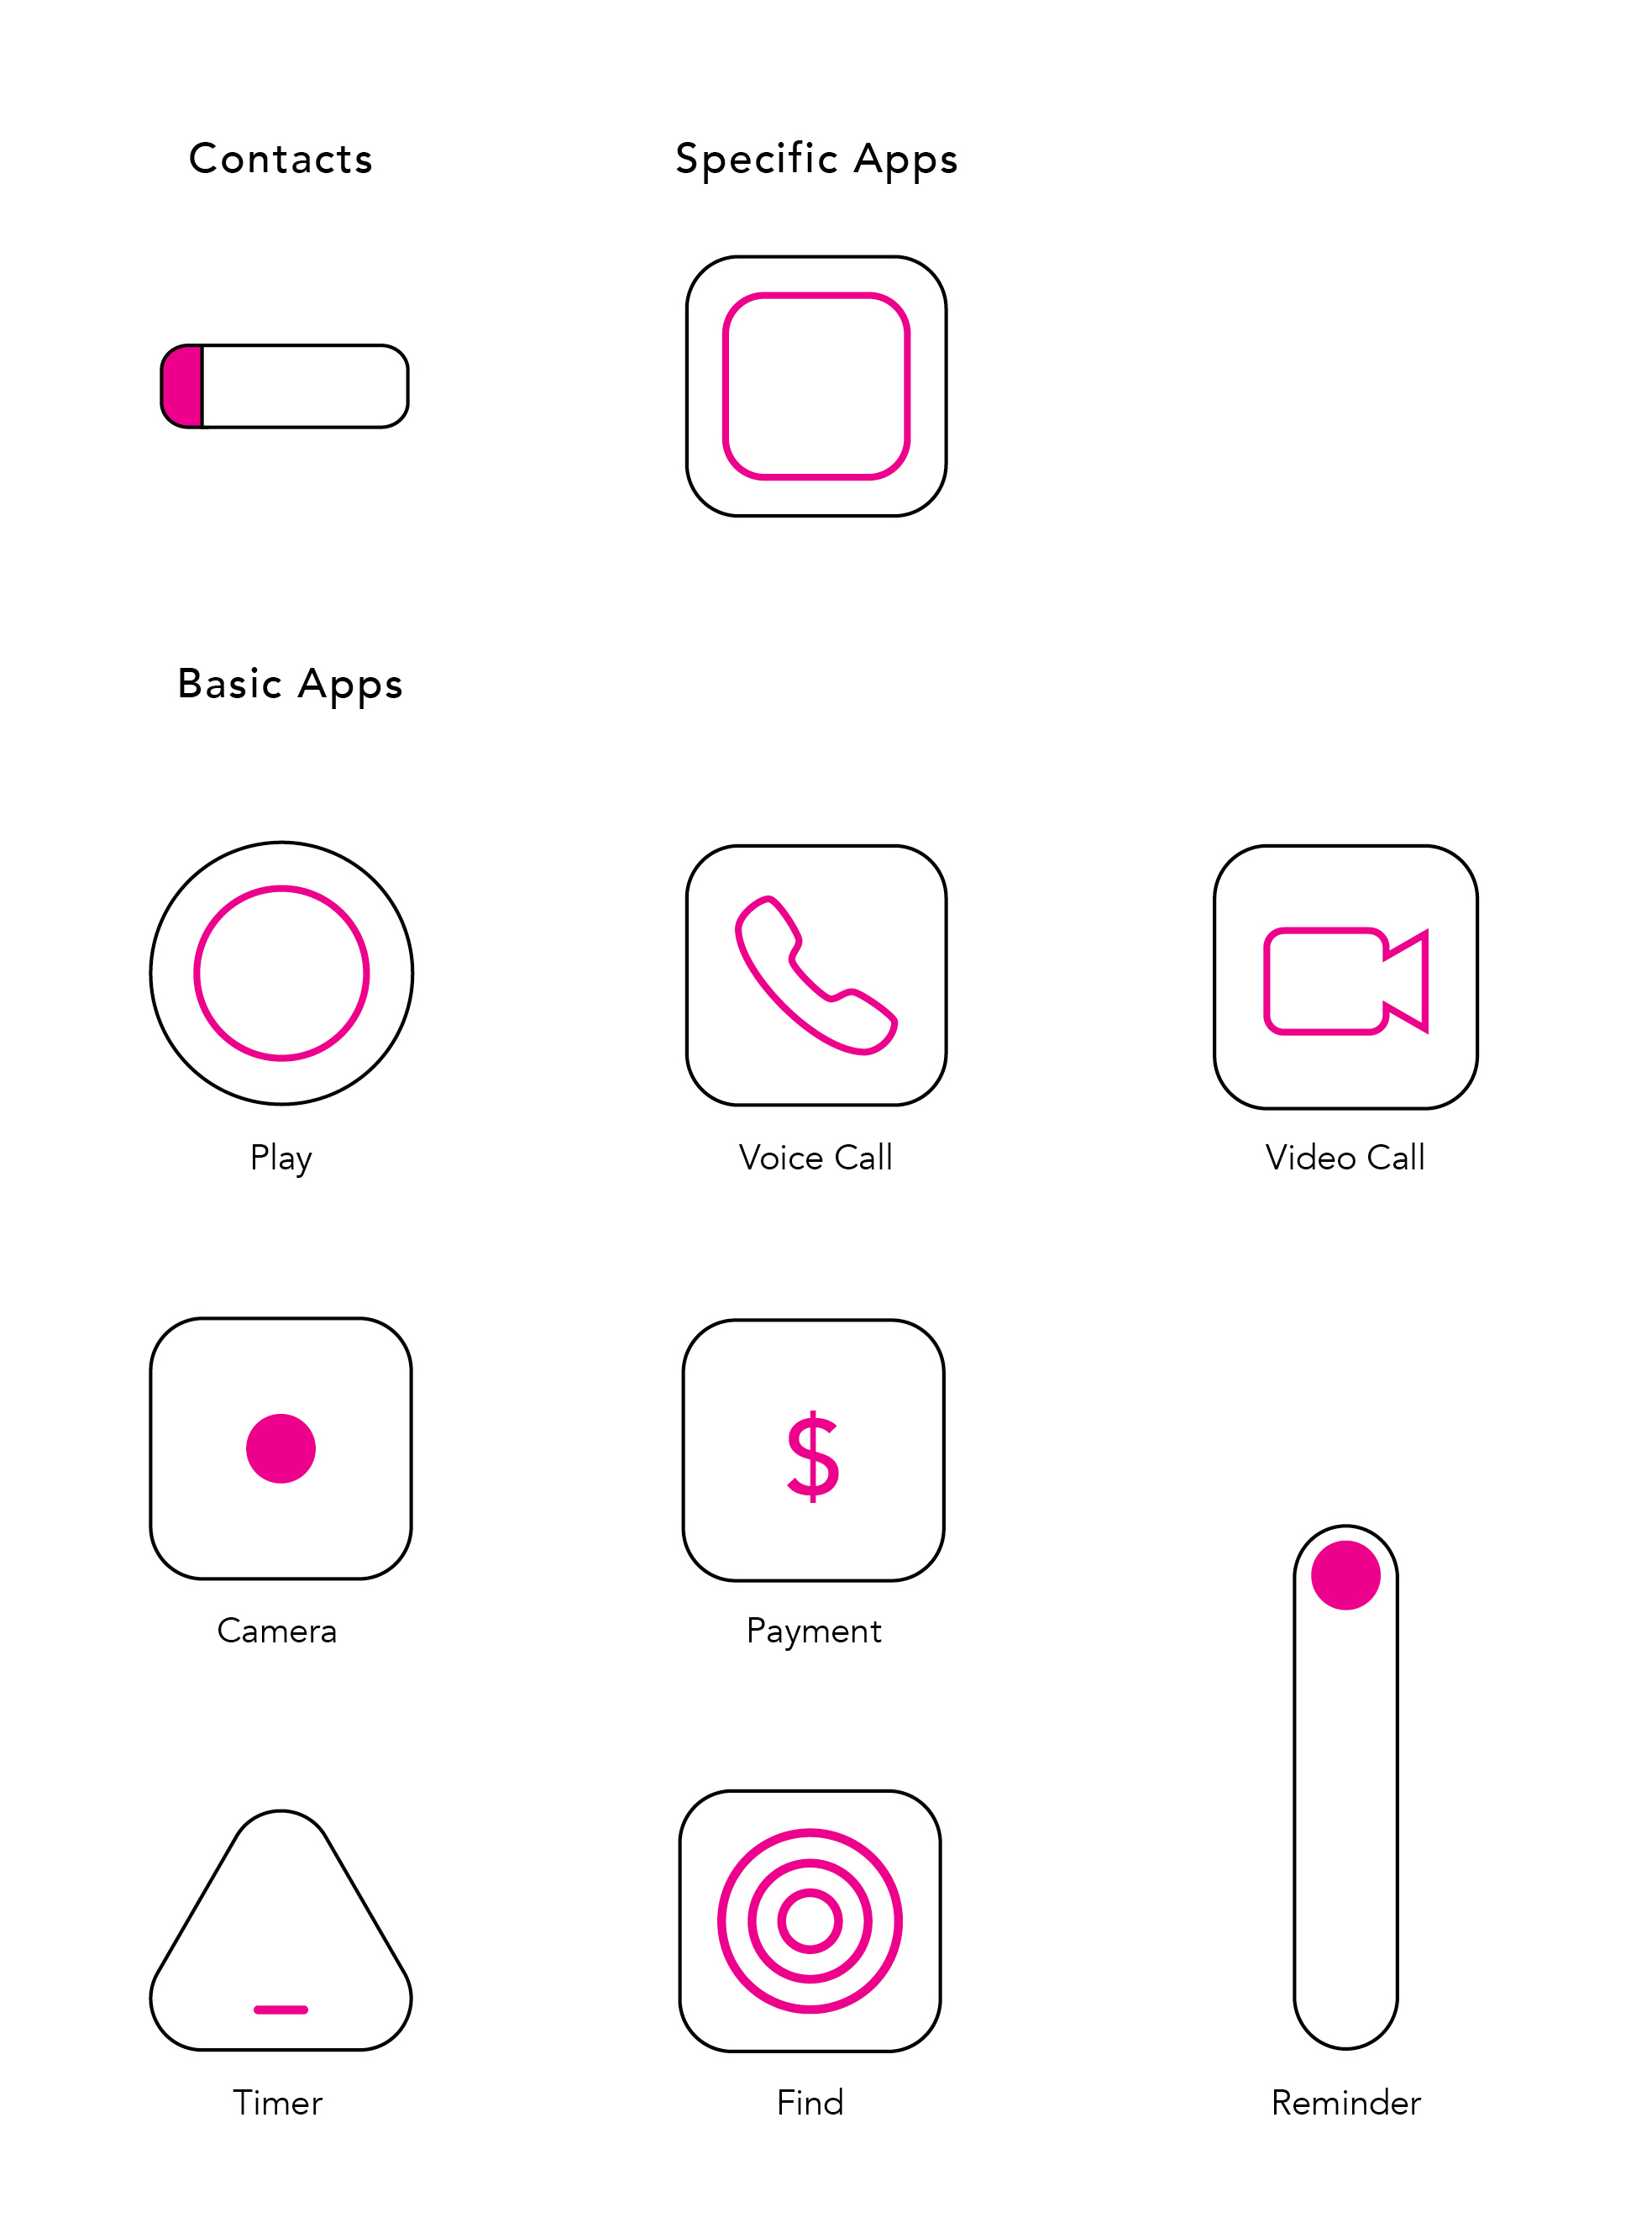 Contacts
Specific Apps
Basic Apps
Play
Voice Call
Video Call
Camera
$
Payment
Timer
Find
Reminder